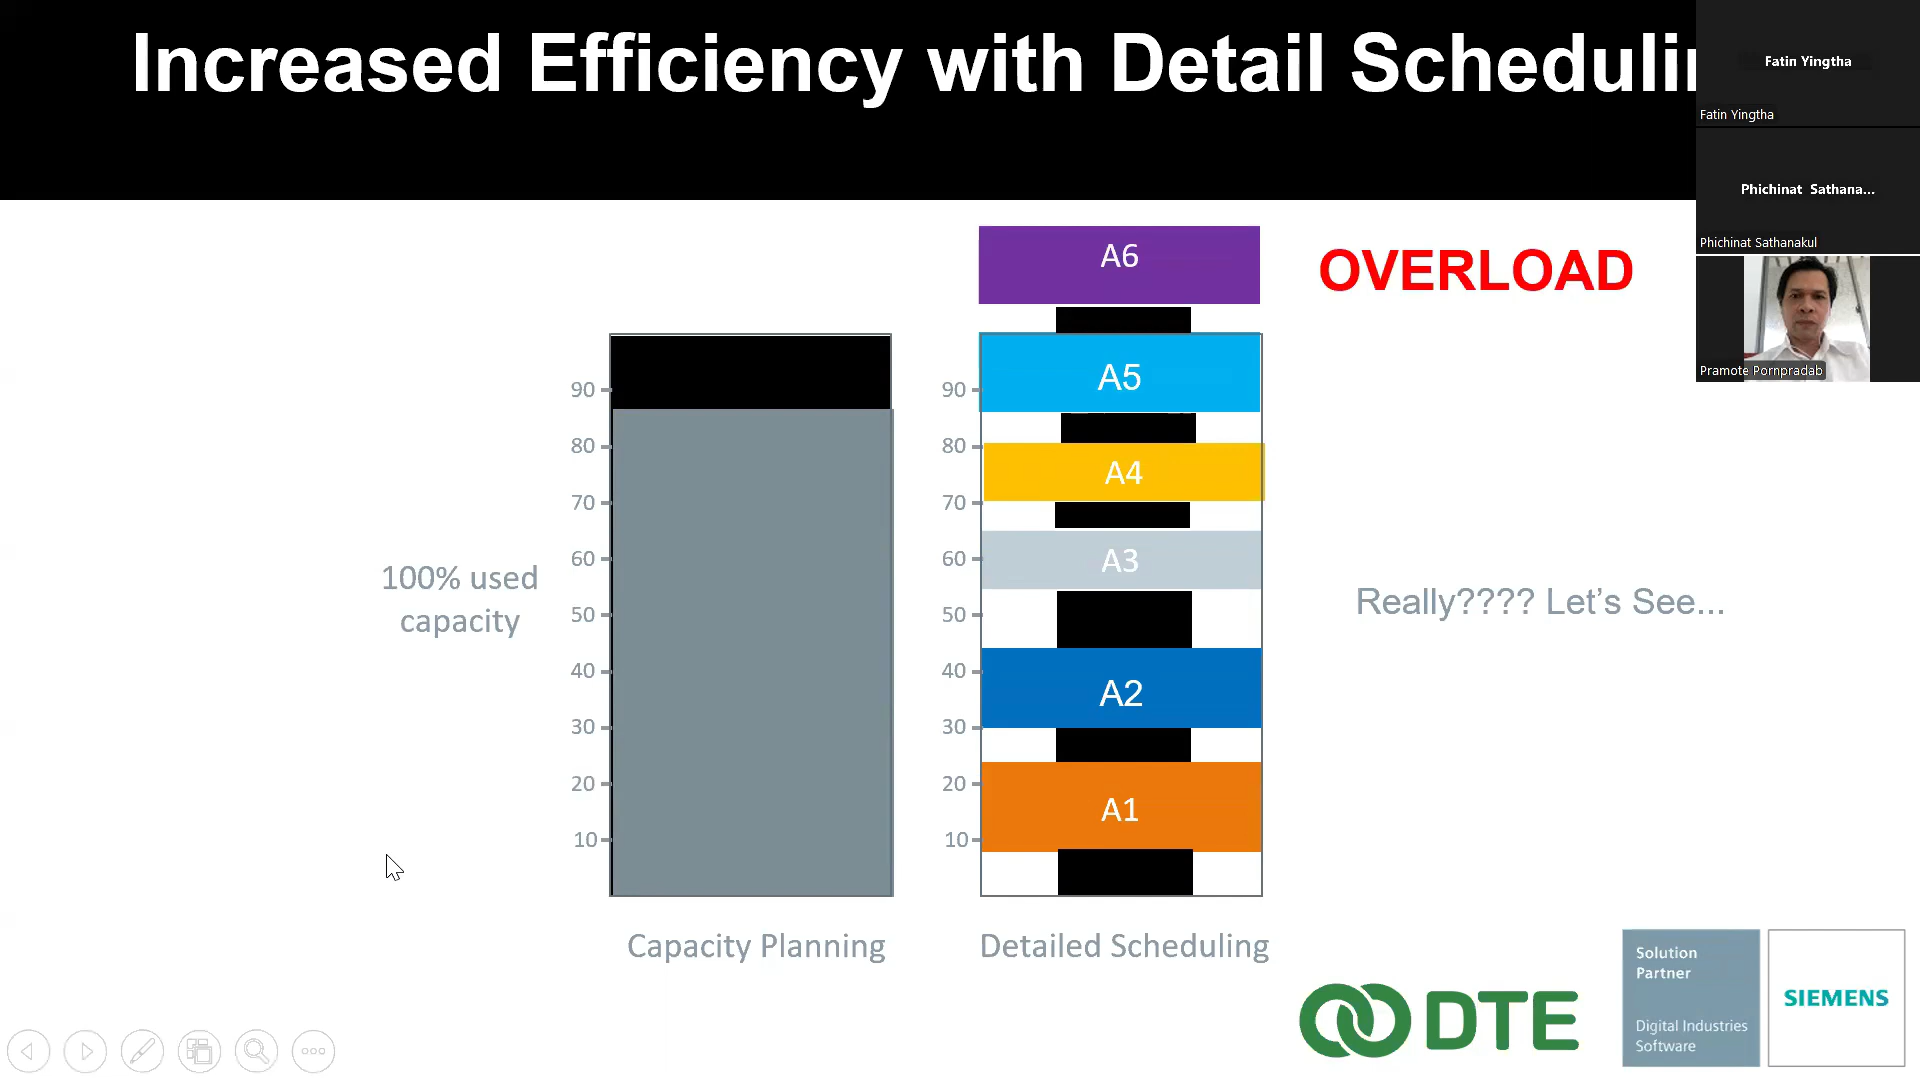 Increased Efficiency with Detail Schedulin
Fatin Yingtha
Fatin Yingtha
Phichinat Sathana...
Phichinat Sathanakul
Pramote Pornpradab
A6
OVERLOAD
90
80
70
60
50
40
30
20
10
100% used
capacity
90
80
70
60
50
40
30
20
10
A5
A4
A3
A2
A1
Really???? Let’s See...
Capacity Planning
Detailed Scheduling
DTE
Solution
Partner
Digital Industries
Software
SIEMENS